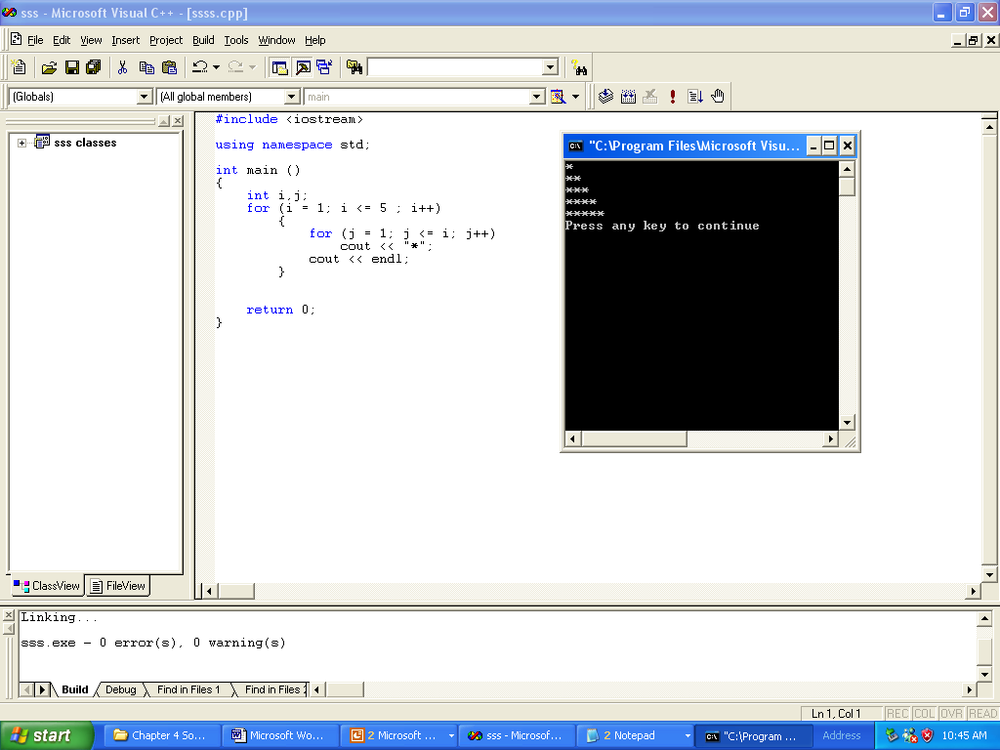 sss - Microsoft Visual C++ - [ssss.cpp]
File Edit View Insert Project Build Tools Window Help
(Globals) (All global members) main
sss classes
#include <iostream>
using namespace std;
int main ()
{
int i,j;
for (i = 1; i <= 5 ; i++)
{
for (j = 1; j <= i; j++)
cout << "*";
cout << endl;
}
return 0;
}
"C:\Program Files\Microsoft Visu...
*
**
***
****
*****
Press any key to continue
ClassView FileView
Linking...
sss.exe - 0 error(s), 0 warning(s)
Build Debug Find in Files 1 Find in Files 2
Ln 1, Col 1 REC COL OVR READ
start Chapter 4 So... Microsoft Wo... 2 Microsoft ... sss - Microsof... 2 Notepad "C:\Program ... Address 10:45 AM